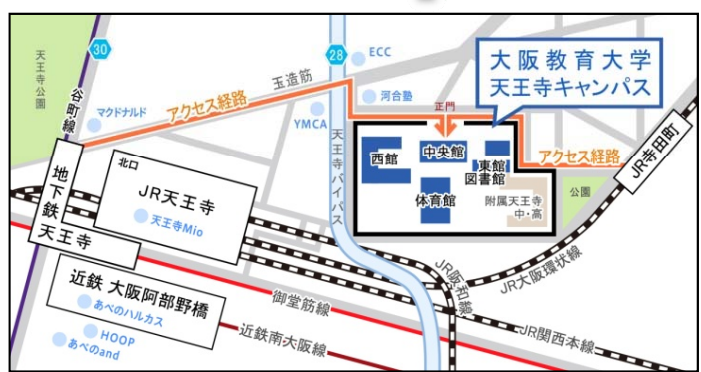 天王寺公園
30
谷町線
マクドナルド
アクセス経路
玉造筋
28
ECC
河合塾
YMCA
天王寺バイパス
大阪教育大学
天王寺キャンパス
正門
西館
中央館
東館
図書館
体育館
附属天王寺
中・高
アクセス経路
公園
JR寺田町
地下鉄
天王寺
北口
JR天王寺
天王寺Mio
近鉄 大阪阿部野橋
あべのハルカス
HOOP
あべのand
御堂筋線
近鉄南大阪線
JR阪和線
JR大阪環状線
JR関西本線